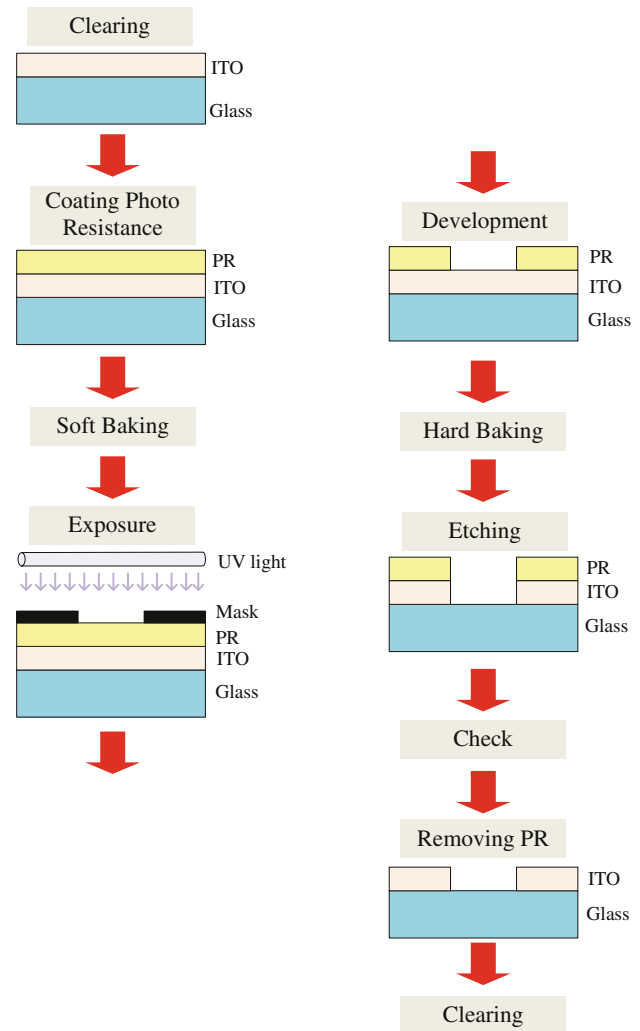 Clearing
ITO
Glass
Coating Photo
Resistance
PR
ITO
Glass
Soft Baking
Exposure
UV light
Mask
PR
ITO
Glass
Development
PR
ITO
Glass
Hard Baking
Etching
PR
ITO
Glass
Check
Removing PR
ITO
Glass
Clearing